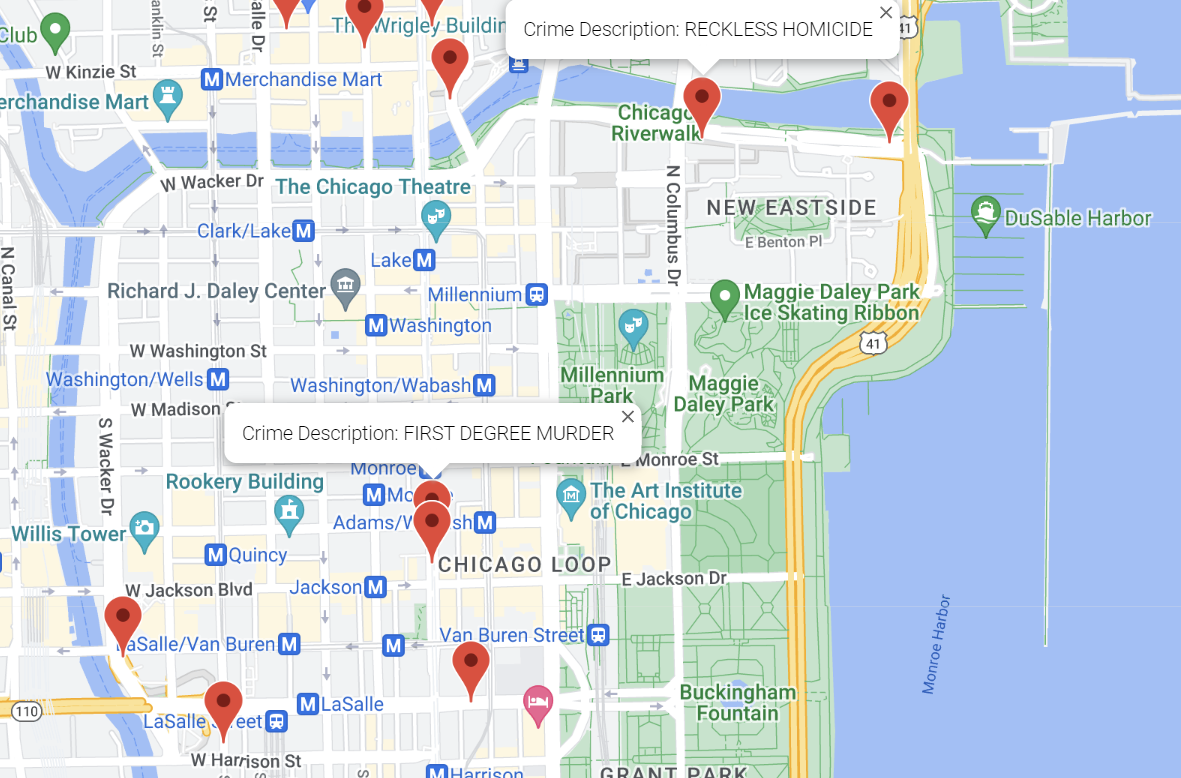 Club
Franklin St
LaSalle Dr
The Wrigley Building
Crime Description: RECKLESS HOMICIDE
41
W Kinzie St
Merchandise Mart
Merchandise Mart
Chicago
Riverwalk
W Wacker Dr
The Chicago Theatre
N Columbus Dr
NEW EASTSIDE
DuSable Harbor
Clark/Lake
E Benton Pl
Lake
N Canal St
Richard J. Daley Center
Millennium
Maggie Daley Park
Ice Skating Ribbon
Washington
41
W Washington St
Washington/Wells
Washington/Wabash
Millennium
Park
Maggie
Daley Park
W Madison St
Crime Description: FIRST DEGREE MURDER
S Wacker Dr
Monroe
E Monroe St
Rookery Building
Monroe
The Art Institute
of Chicago
Adams/Wabash
Willis Tower
Quincy
CHICAGO LOOP
W Jackson Blvd
Jackson
E Jackson Dr
Monroe Harbor
LaSalle/Van Buren
Van Buren Street
110
LaSalle
LaSalle Street
Buckingham
Fountain
W Harrison St
Harrison
GRANT PARK